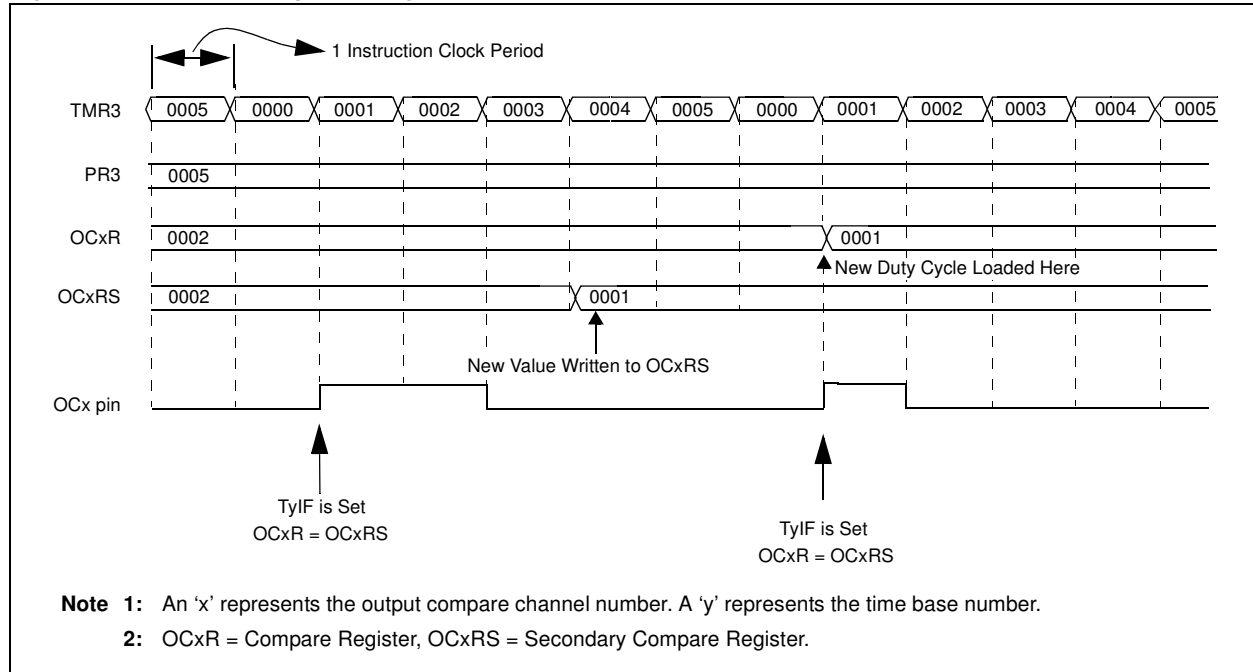 1 Instruction Clock Period
TMR3 0005 0000 0001 0002 0003 0004 0005 0000 0001 0002 0003 0004 0005
PR3 0005
OCxR 0002 0001
New Duty Cycle Loaded Here
OCxRS 0002 0001
New Value Written to OCxRS
OCx pin
TyIF is Set
OCxR = OCxRS
TyIF is Set
OCxR = OCxRS
Note 1: An ‘x’ represents the output compare channel number. A ‘y’ represents the time base number.
2: OCxR = Compare Register, OCxRS = Secondary Compare Register.